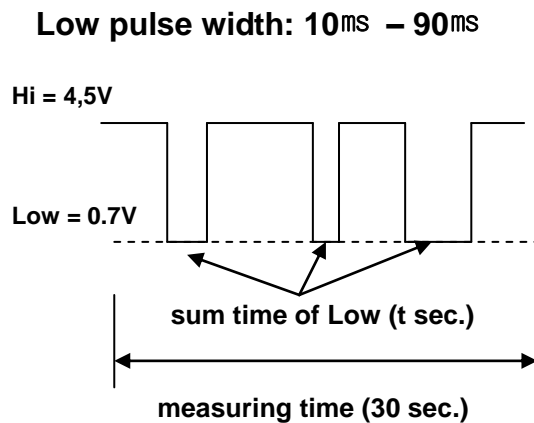 Low pulse width: 10㎳ – 90㎳
Hi = 4,5V
Low = 0.7V
sum time of Low (t sec.)
measuring time (30 sec.)